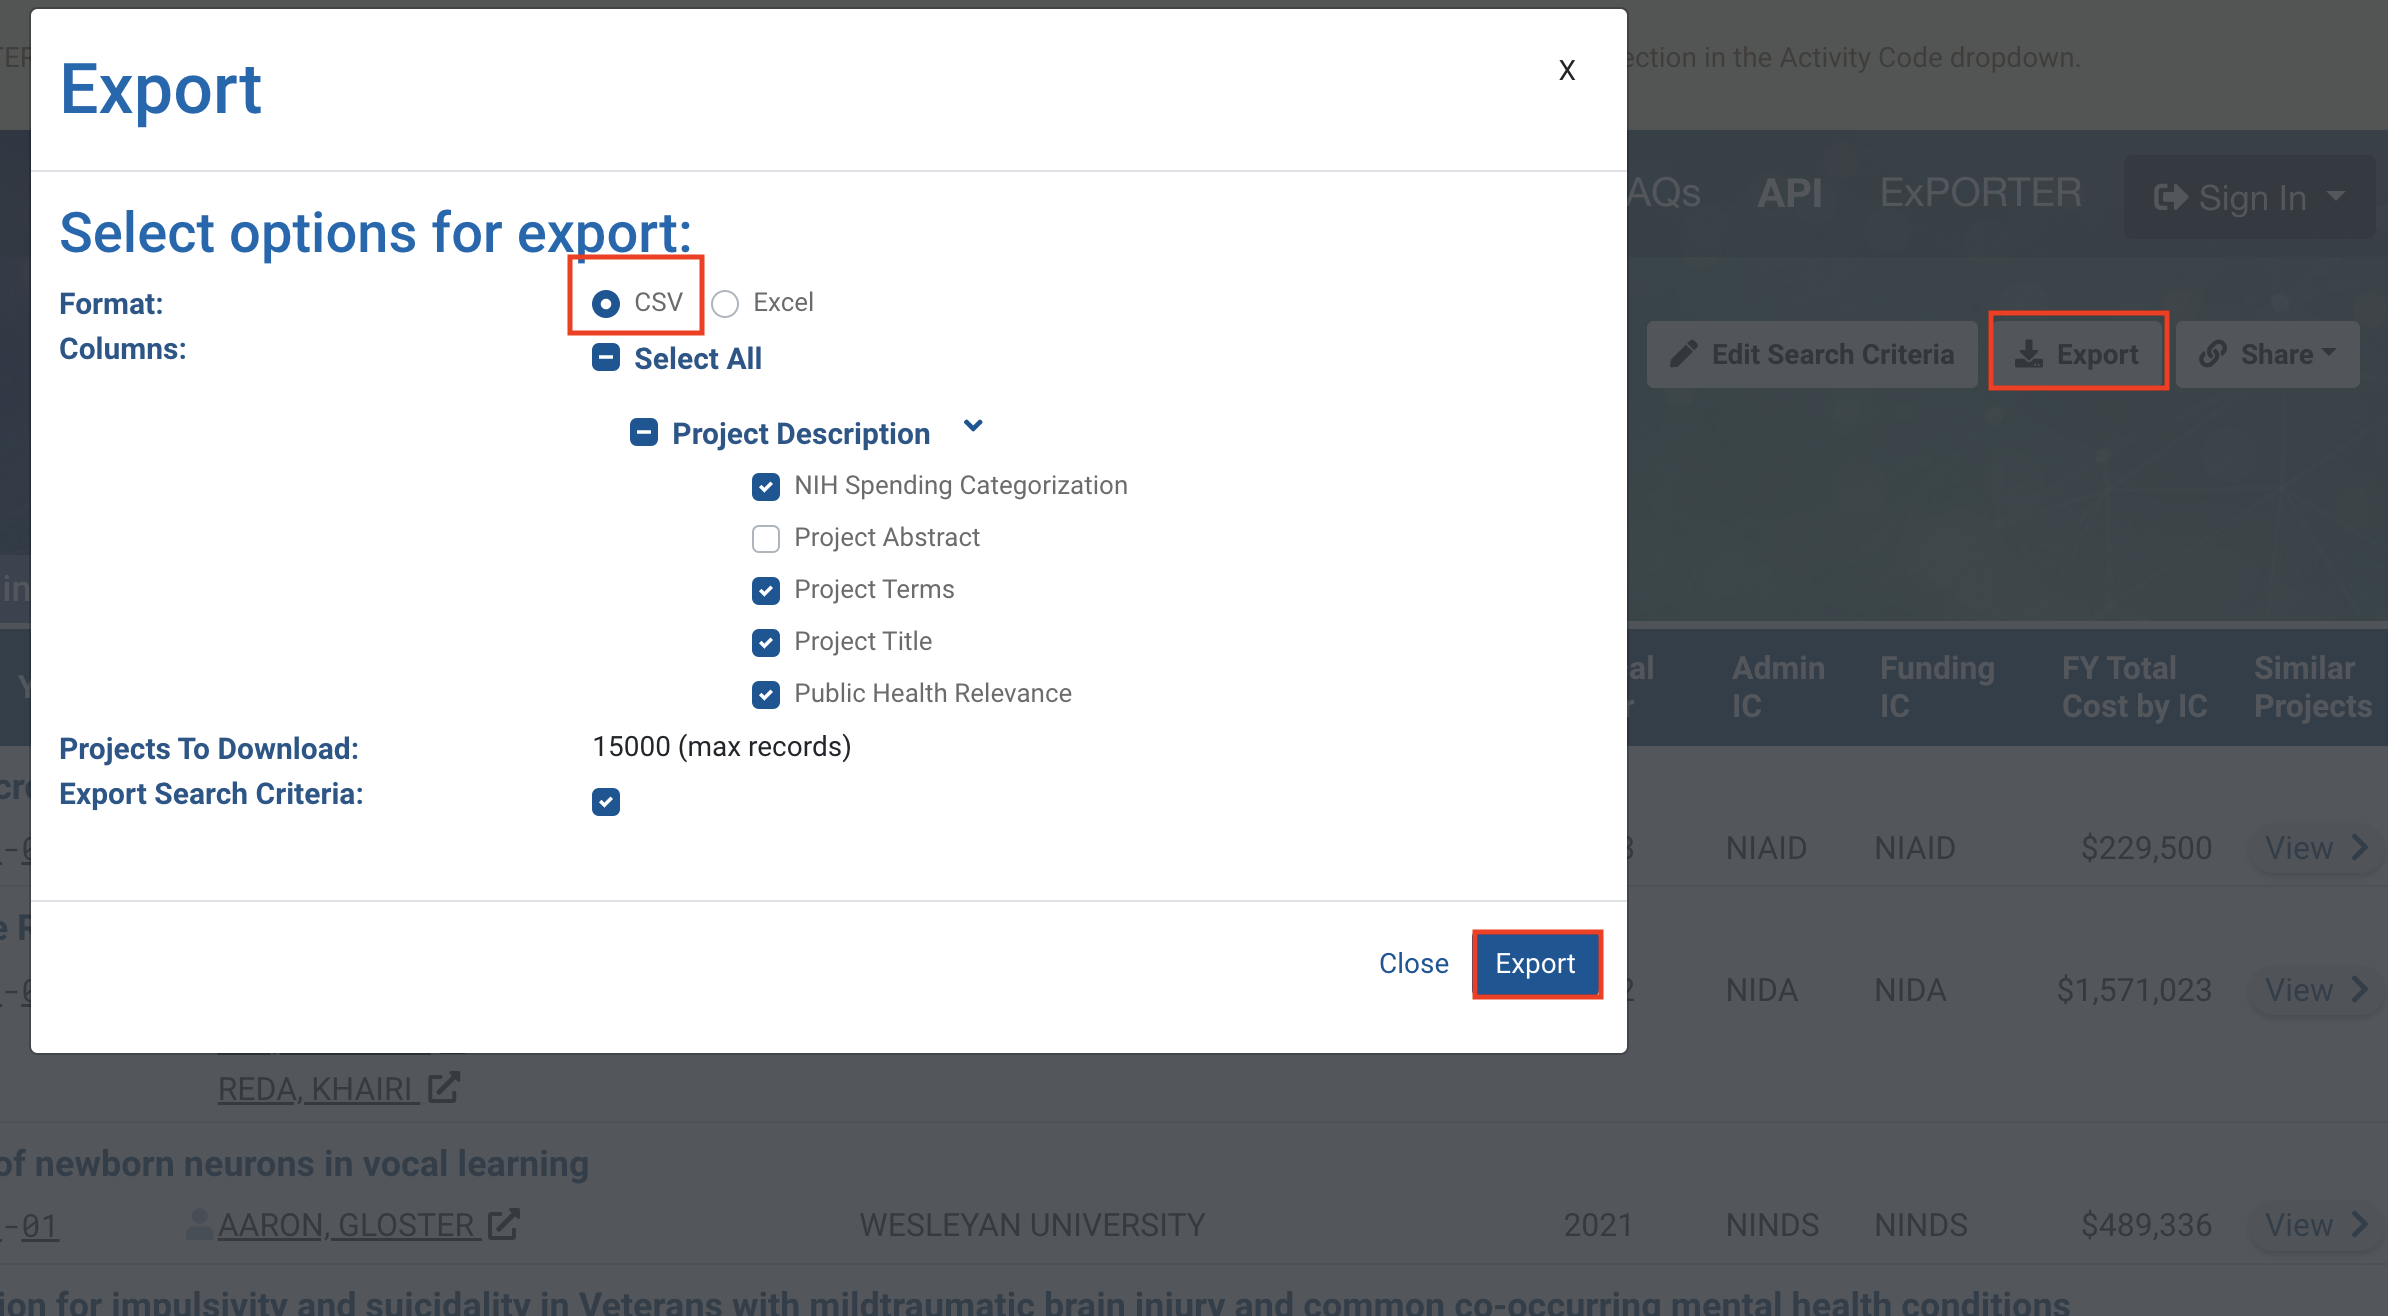 Export
X
ection in the Activity Code dropdown.
AQs API ExPORTER Sign In
Select options for export:
Format: CSV Excel
Columns:
Select All
Edit Search Criteria Export Share
Project Description
NIH Spending Categorization
Project Abstract
Project Terms
Project Title
Public Health Relevance
in
al Admin IC Funding IC FY Total Cost by IC Similar Projects
Projects To Download: 15000 (max records)
Export Search Criteria:
NIAID NIAID $229,500 View
Close Export
NIDA NIDA $1,571,023 View
REDA, KHAIRI
of newborn neurons in vocal learning
-01 AARON, GLOSTER WESLEYAN UNIVERSITY 2021 NINDS NINDS $489,336 View
ion for impulsivity and suicidality in Veterans with mildtraumatic brain injury and common co-occurring mental health conditions